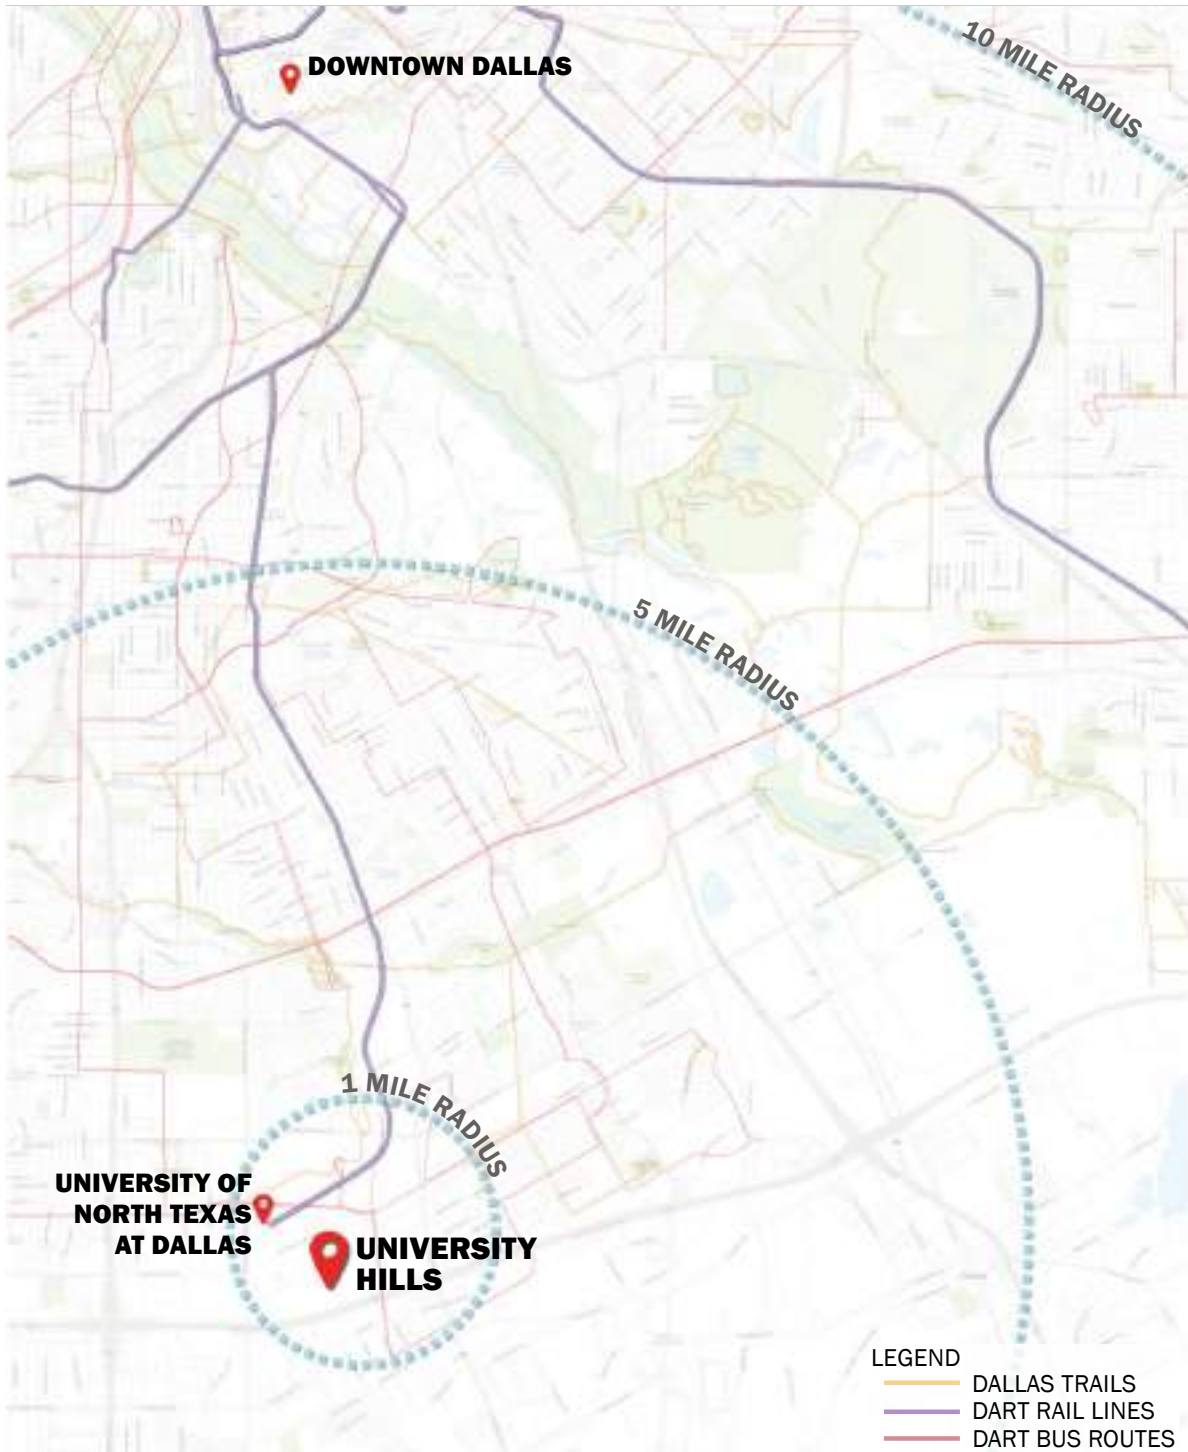 DOWNTOWN DALLAS
10 MILE RADIUS
5 MILE RADIUS
1 MILE RADIUS
UNIVERSITY OF
NORTH TEXAS
AT DALLAS
UNIVERSITY
HILLS
LEGEND
DALLAS TRAILS
DART RAIL LINES
DART BUS ROUTES